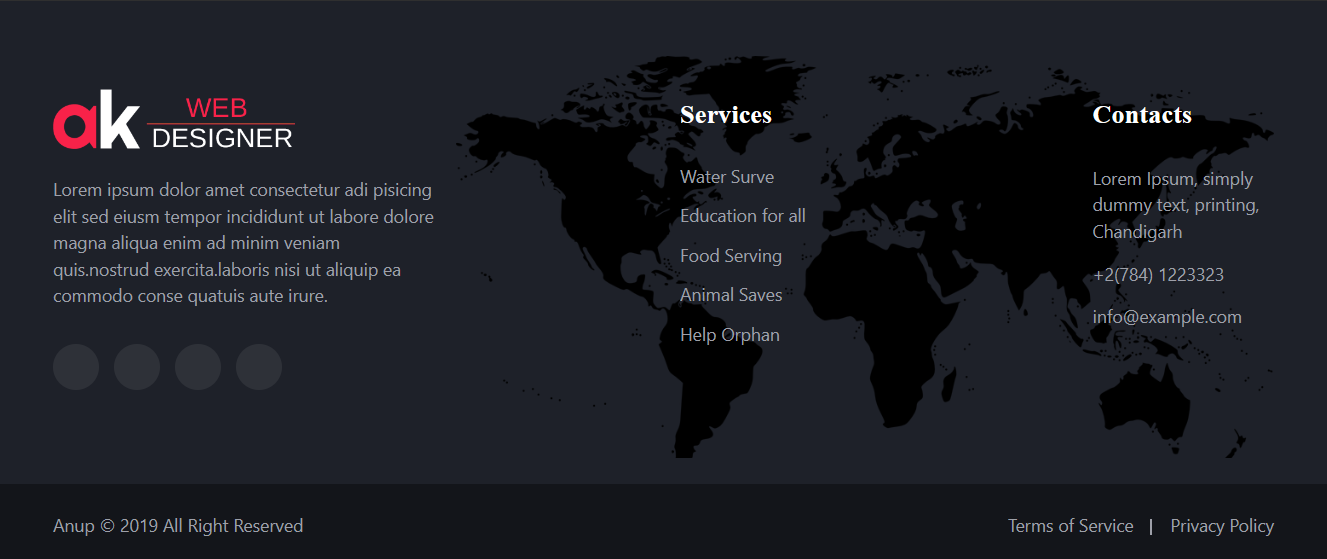 ak WEB
DESIGNER
Lorem ipsum dolor amet consectetur adi pisicing
elit sed eiusm tempor incididunt ut labore dolore
magna aliqua enim ad minim veniam
quis.nostrud exercita.laboris nisi ut aliquip ea
commodo conse quatuis aute irure.
Services
Water Surve
Education for all
Food Serving
Animal Saves
Help Orphan
Contacts
Lorem Ipsum, simply
dummy text, printing,
Chandigarh
+2(784) 1223323
info@example.com
Anup © 2019 All Right Reserved
Terms of Service | Privacy Policy